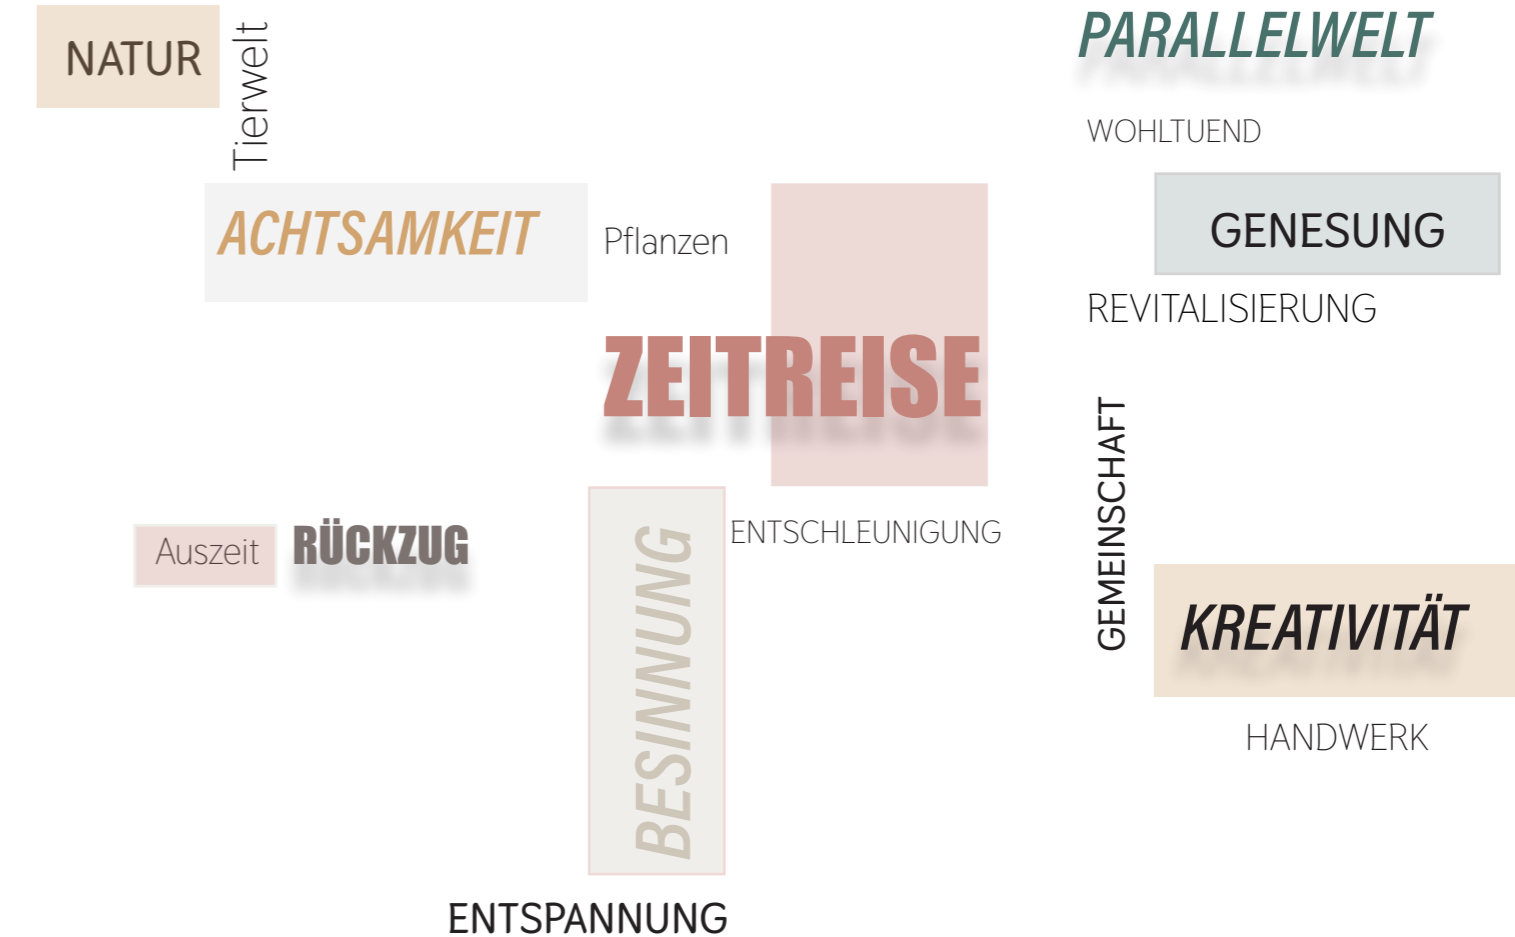 NATUR
Tierwelt
PARALLELWELT
WOHLTUEND
ACHTSAMKEIT
Pflanzen
GENESUNG
REVITALISIERUNG
ZEITREISE
GEMEINSCHAFT
Auszeit
RÜCKZUG
ENTSCHLEUNIGUNG
BESINNUNG
KREATIVITÄT
HANDWERK
ENTSPANNUNG